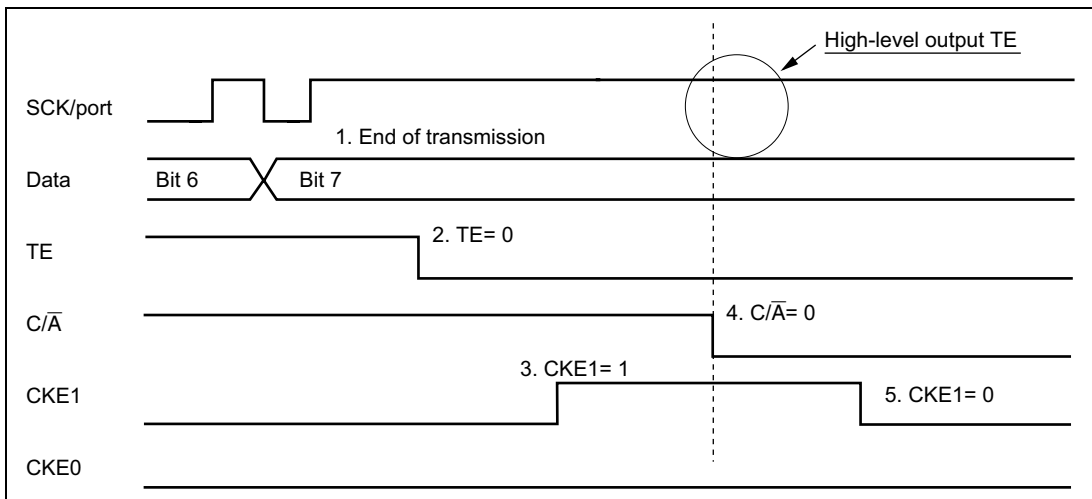 High-level output TE
SCK/port
1. End of transmission
Data
Bit 6
Bit 7
TE
2. TE= 0
C/A̅
4. C/A̅= 0
3. CKE1= 1
CKE1
5. CKE1= 0
CKE0